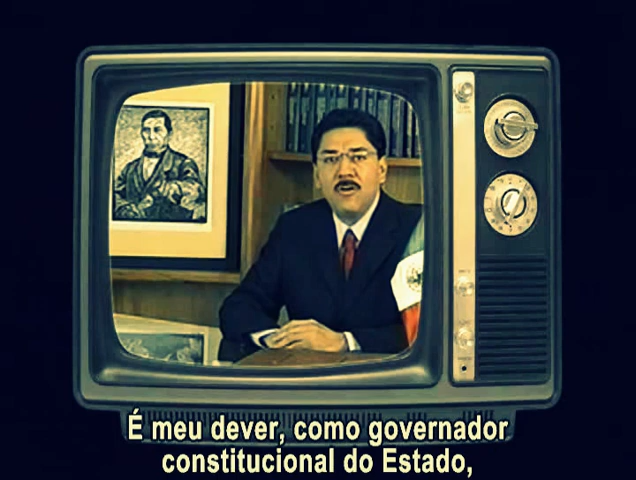 É meu dever, como governador
constitucional do Estado,